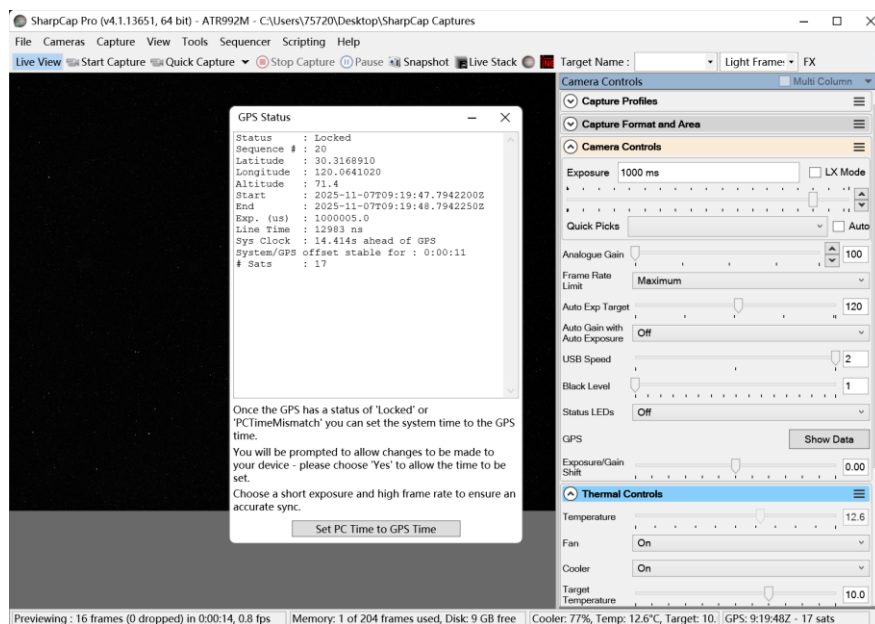 SharpCap Pro (v4.1.13651, 64 bit) - ATR992M - C:\Users\75720\Desktop\SharpCap Captures
File Cameras Capture View Tools Sequencer Scripting Help
Live View Start Capture Quick Capture Stop Capture Pause Snapshot Live Stack Target Name : Light Frame: FX
GPS Status
Status : Locked
Sequence # : 20
Latitude : 30.3168910
Longitude : 120.0641020
Altitude : 71.4
Start : 2025-11-07T09:19:47.7942200Z
End : 2025-11-07T09:19:48.7942250Z
Exp. (us) : 1000005.0
Line Time : 12983 ns
Sys Clock : 14.414s ahead of GPS
System/GPS offset stable for : 0:00:11
# Sats : 17
Once the GPS has a status of 'Locked' or
'PCTimeMismatch' you can set the system time to the GPS
time.
You will be prompted to allow changes to be made to
your device - please choose 'Yes' to allow the time to be
set.
Choose a short exposure and high frame rate to ensure an
accurate sync.
Set PC Time to GPS Time
Camera Controls Multi Column
Capture Profiles
Capture Format and Area
Camera Controls
Exposure 1000 ms LX Mode
Quick Picks Auto
Analogue Gain 100
Frame Rate
Limit Maximum
Auto Exp Target 120
Auto Gain with
Auto Exposure Off
USB Speed 2
Black Level 1
Status LEDs Off
GPS Show Data
Exposure/Gain
Shift 0.00
Thermal Controls
Temperature 12.6
Fan On
Cooler On
Target
Temperature 10.0
Previewing : 16 frames (0 dropped) in 0:00:14, 0.8 fps Memory: 1 of 204 frames used, Disk: 9 GB free Cooler: 77%, Temp: 12.6°C, Target: 10. GPS: 9:19:48Z - 17 sats